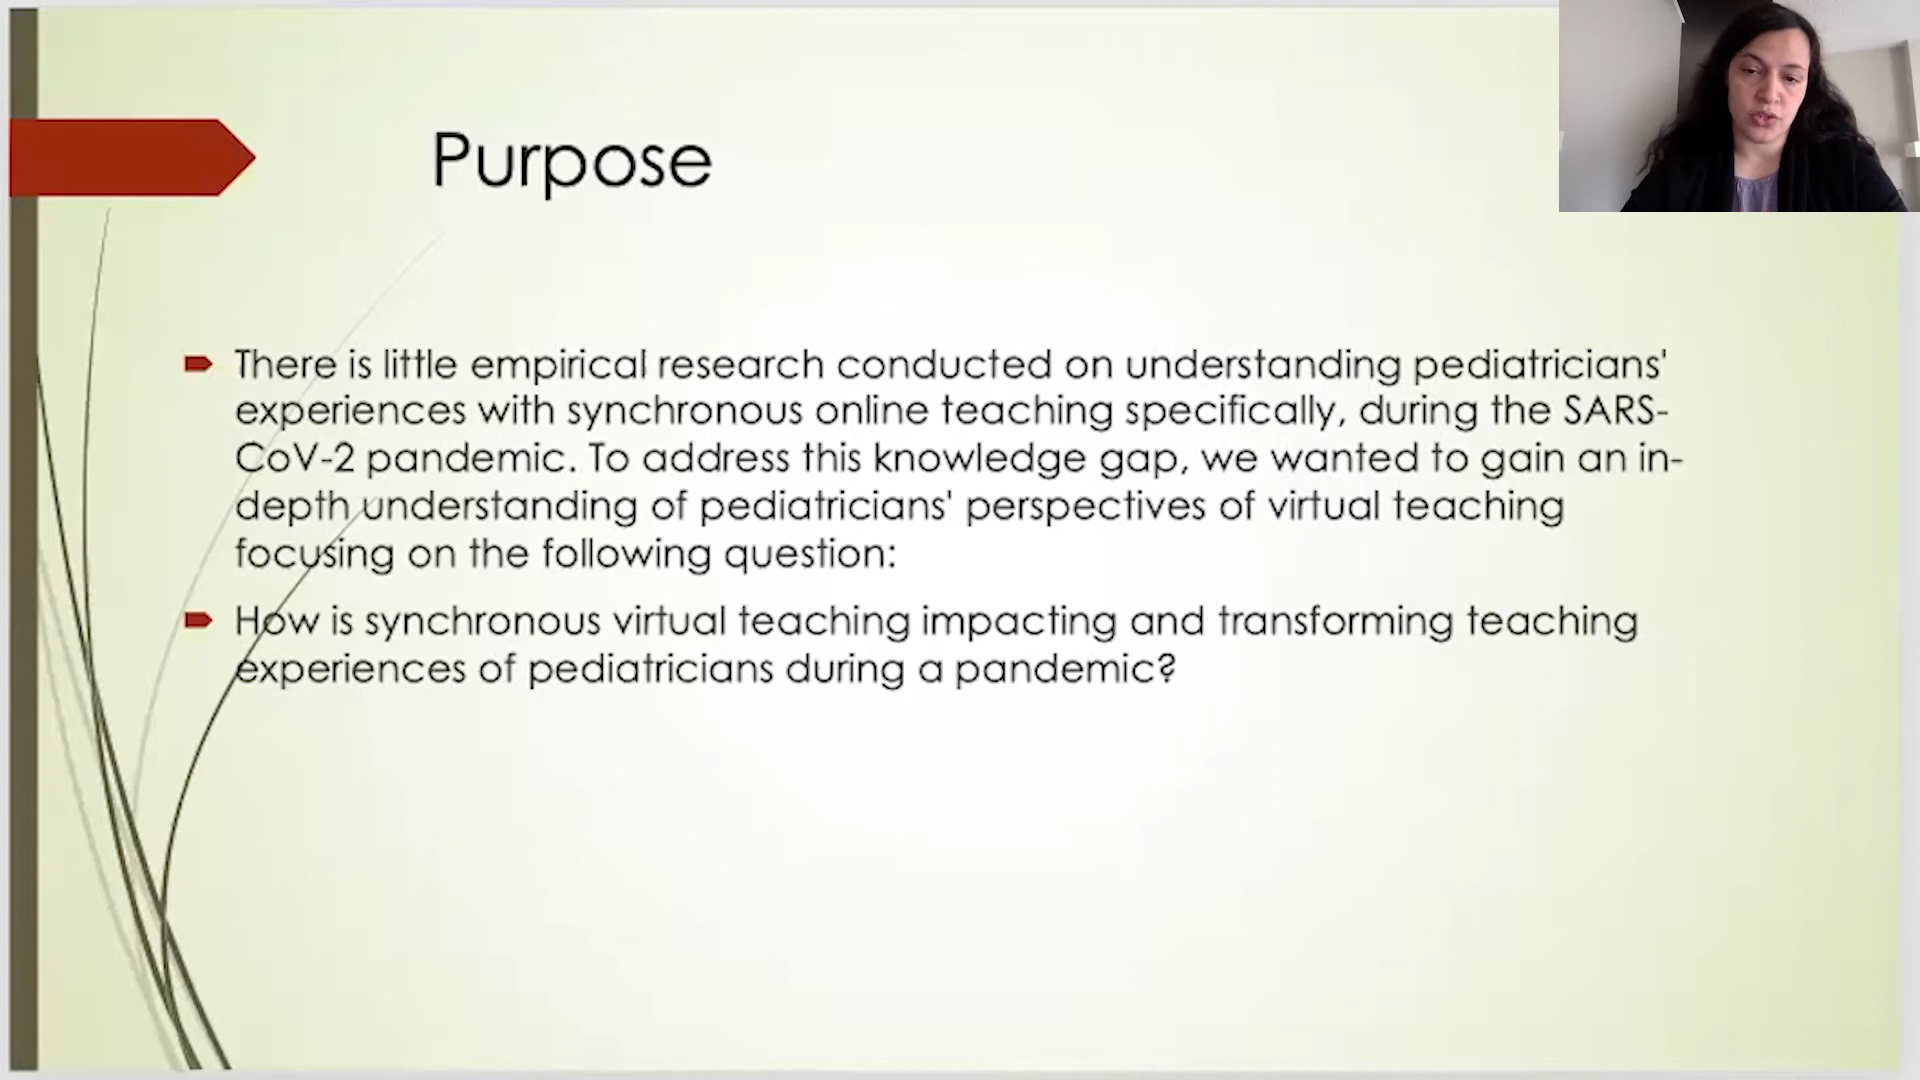 Purpose
There is little empirical research conducted on understanding pediatricians'
experiences with synchronous online teaching specifically, during the SARS-
CoV-2 pandemic. To address this knowledge gap, we wanted to gain an in-
depth understanding of pediatricians' perspectives of virtual teaching
focusing on the following question:
How is synchronous virtual teaching impacting and transforming teaching
experiences of pediatricians during a pandemic?